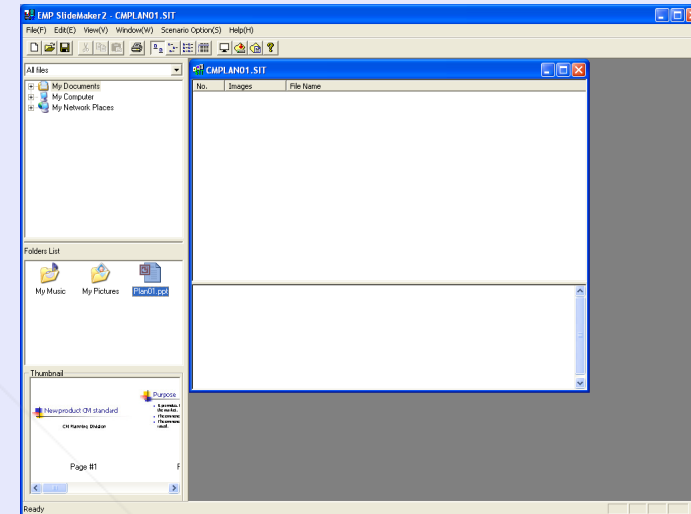 EMP SlideMaker2 - CMPLAN01.SIT
File(F) Edit(E) View(V) Window(W) Scenario Option(S) Help(H)
All files
My Documents
My Computer
My Network Places
CMPLAN01.SIT
No. Images File Name
Folders List
My Music My Pictures Plan01.ppt
Thumbnail
Newproduct CM standard
CM Planning Division
Page #1
Purpose
the market.
Ready